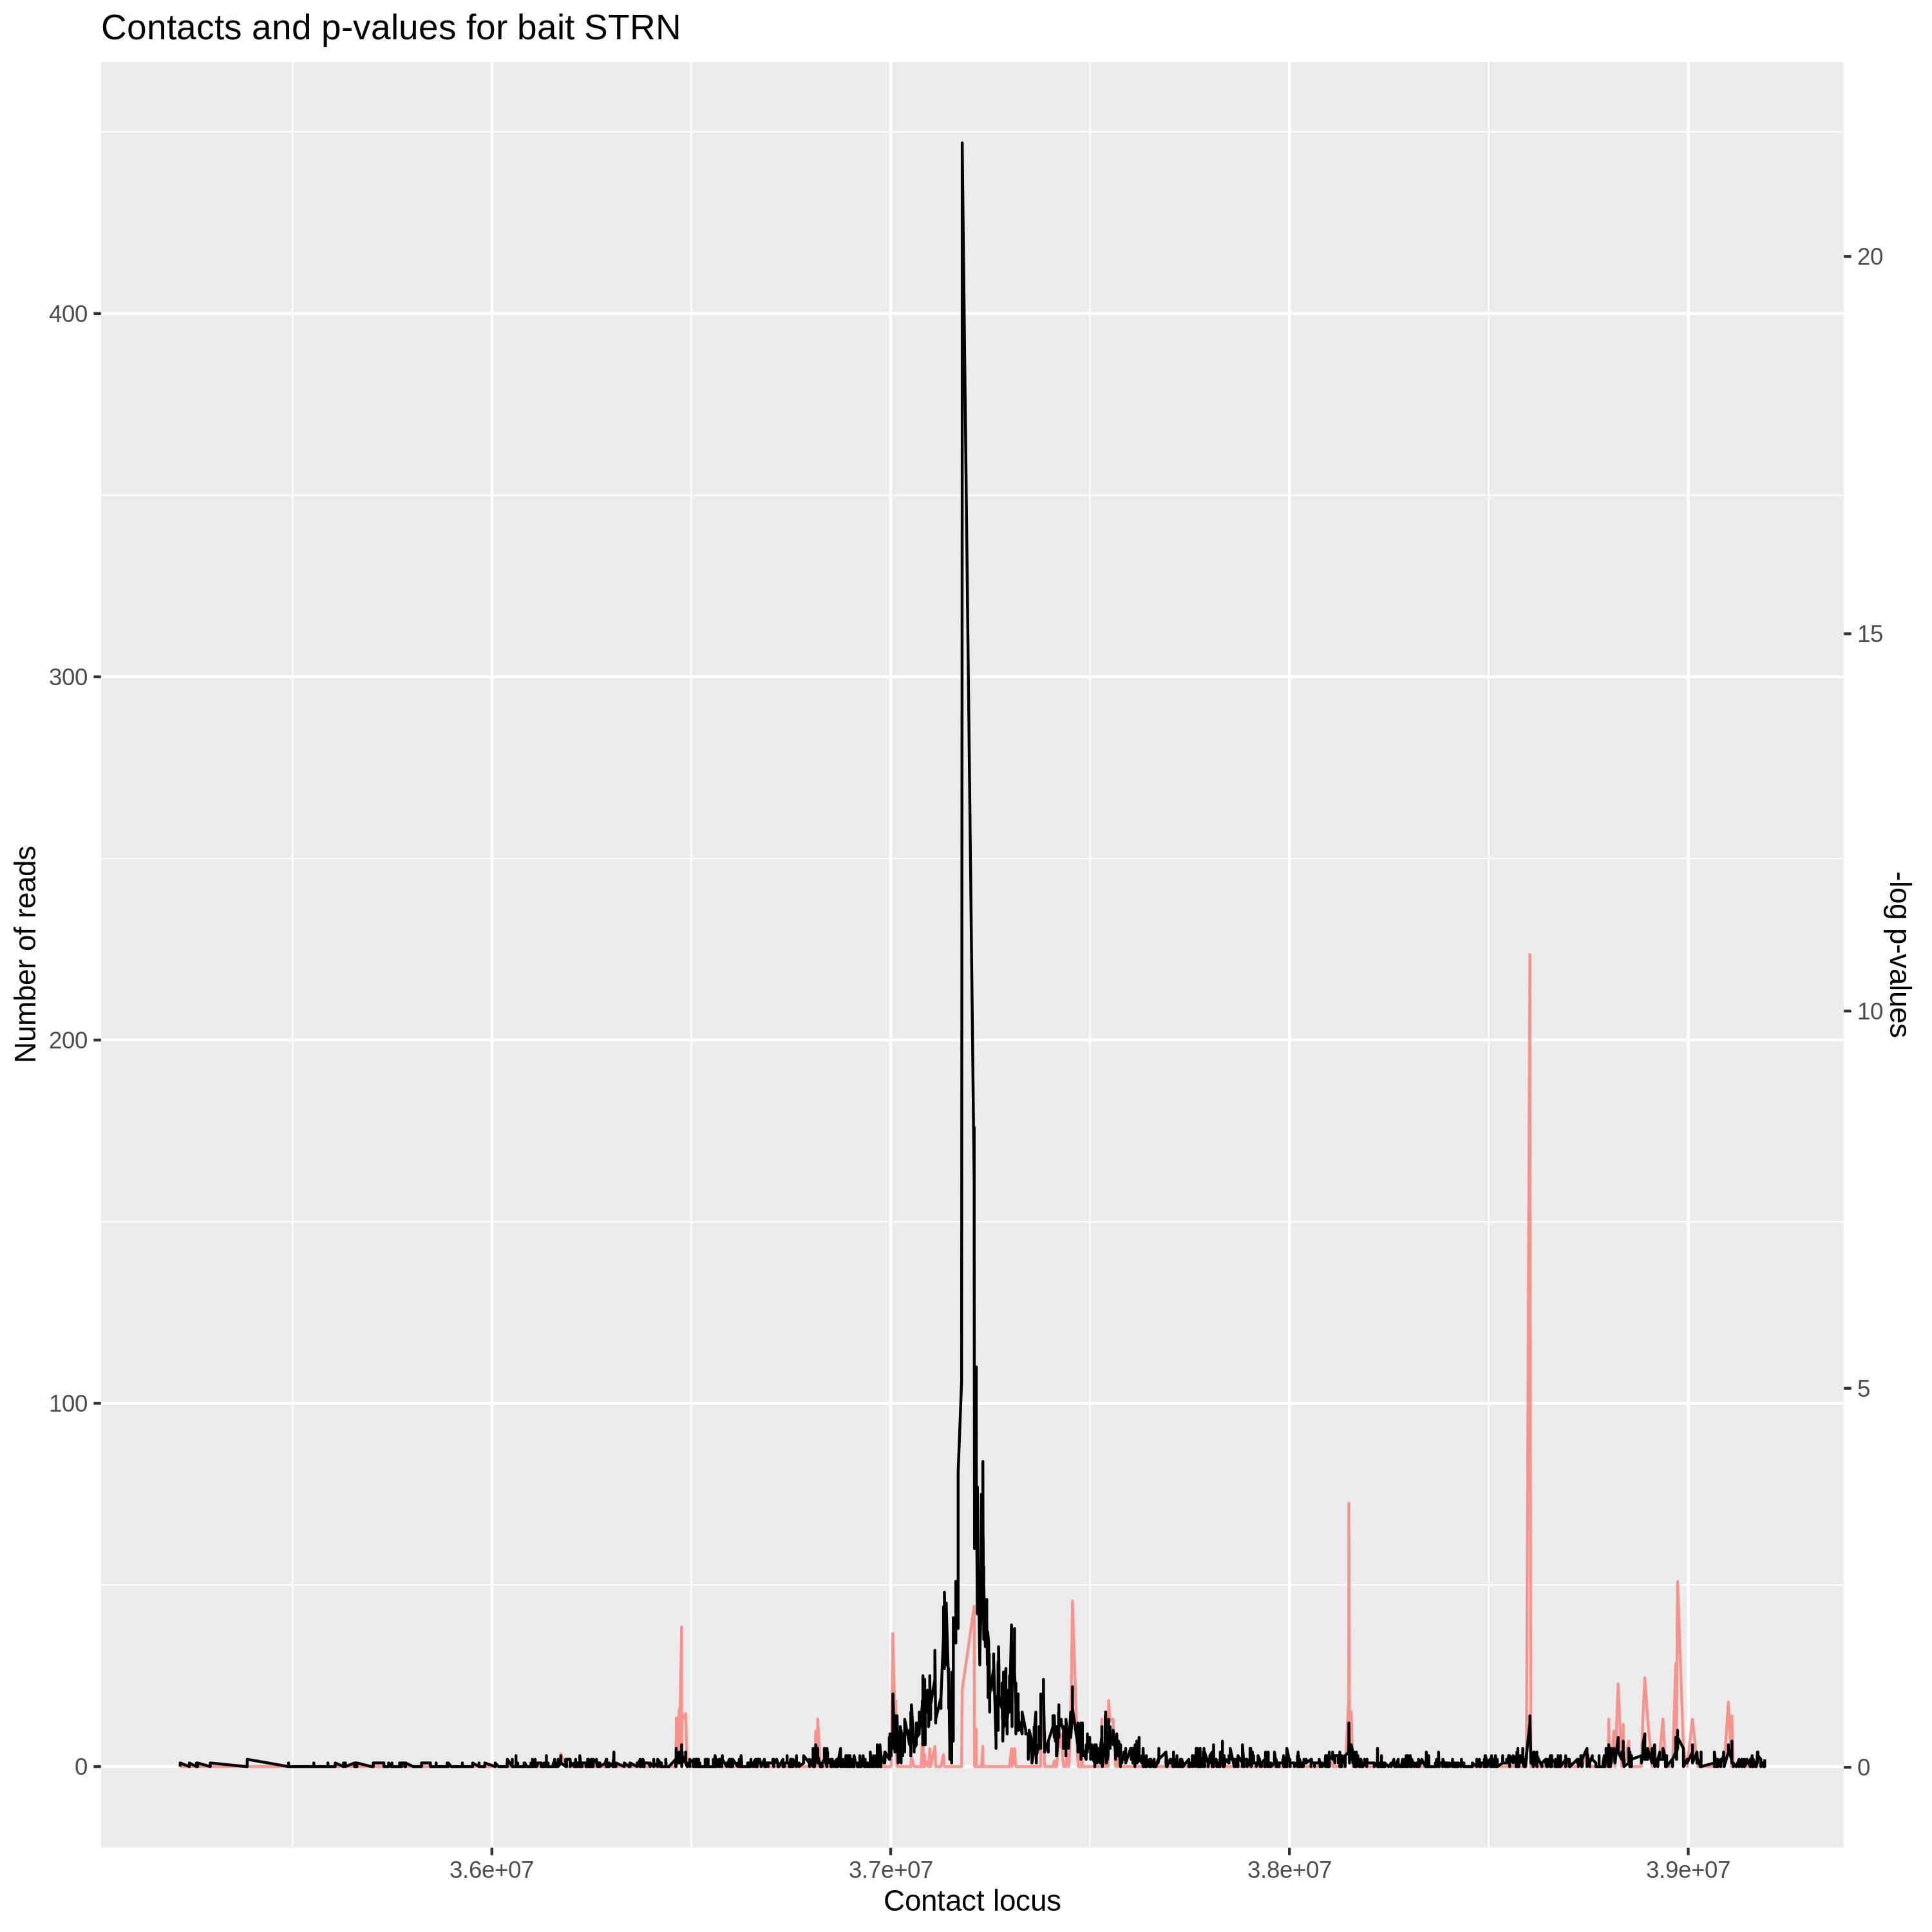 Contacts and p-values for bait STRN
Number of reads
400
300
200
100
0
20
15
10
5
0
-log p-values
3.6e+07
3.7e+07
3.8e+07
3.9e+07
Contact locus